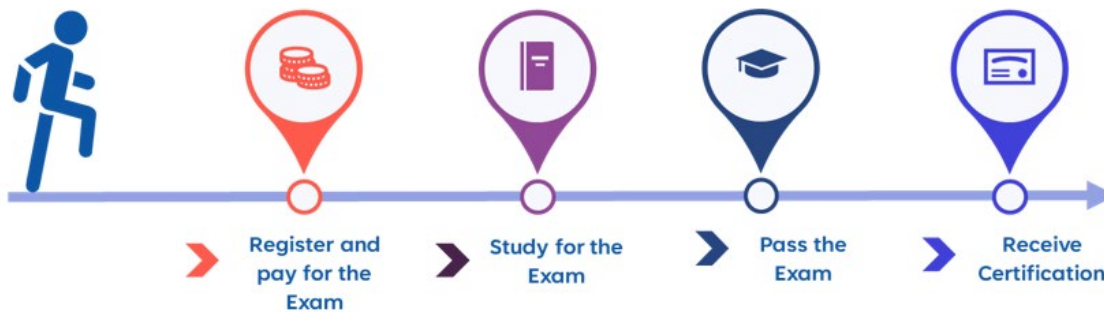 Register and
pay for the
Exam
Study for the
Exam
Pass the
Exam
Receive
Certification